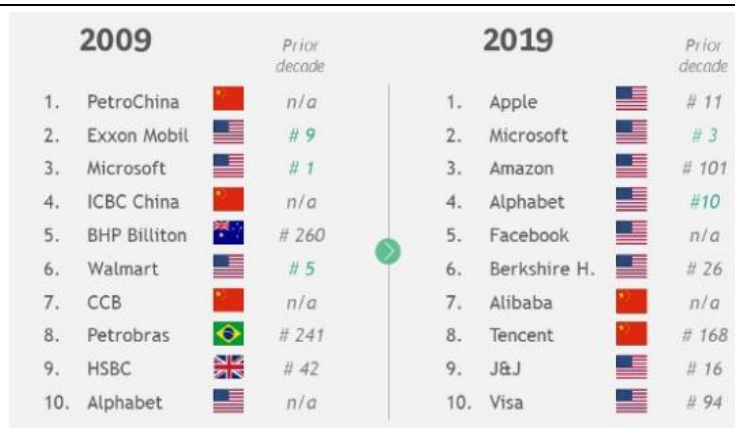 2009 Prior decade
1. PetroChina n/a
2. Exxon Mobil # 9
3. Microsoft # 1
4. ICBC China n/a
5. BHP Billiton # 260
6. Walmart # 5
7. CCB n/a
8. Petrobras # 241
9. HSBC # 42
10. Alphabet n/a
2019 Prior decade
1. Apple # 11
2. Microsoft # 3
3. Amazon # 101
4. Alphabet #10
5. Facebook n/a
6. Berkshire H. # 26
7. Alibaba n/a
8. Tencent # 168
9. J&J # 16
10. Visa # 94